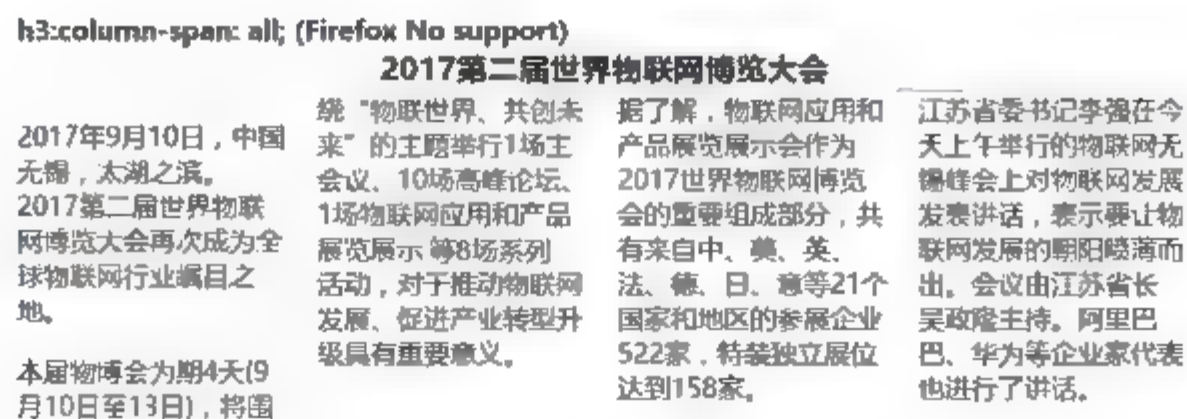 h3:column-span: all; (Firefox No support)
2017第二届世界物联网博览大会
2017年9月10日，中国
无锡，太湖之滨。
2017第二届世界物联
网博览大会再次成为全
球物联网行业瞩目之
地。
本届物博会为期4天(9
月10日至13日)，将围
绕“物联世界、共创未
来”的主题举行1场主
会议、10场高峰论坛、
1场物联网应用和产品
展览展示 等8场系列
活动，对于推动物联网
发展、促进产业转型升
级具有重要意义。
据了解，物联网应用和
产品展览展示会作为
2017世界物联网博览
会的重要组成部分，共
有来自中、美、英、
法、德、日、意等21个
国家和地区的参展企业
522家，特装独立展位
达到158家。
江苏省委书记李强在今
天上午举行的物联网无
锡峰会上对物联网发展
发表讲话，表示要让物
联网发展的朝阳喷薄而
出。会议由江苏省长
吴政隆主持。阿里巴
巴、华为等企业家代表
也进行了讲话。